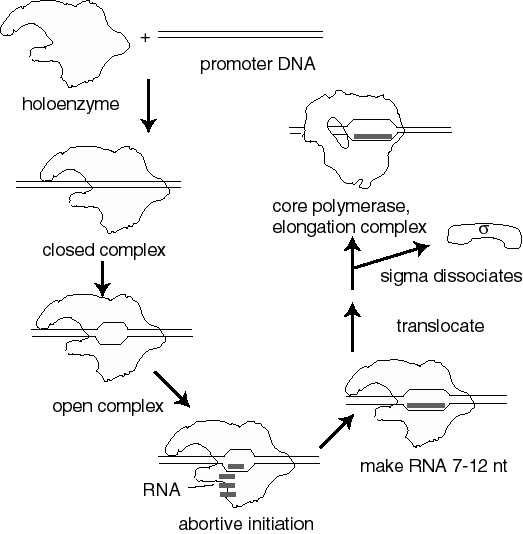 +
promoter DNA
holoenzyme
closed complex
open complex
RNA
abortive initiation
make RNA 7-12 nt
translocate
sigma dissociates
σ
core polymerase,
elongation complex